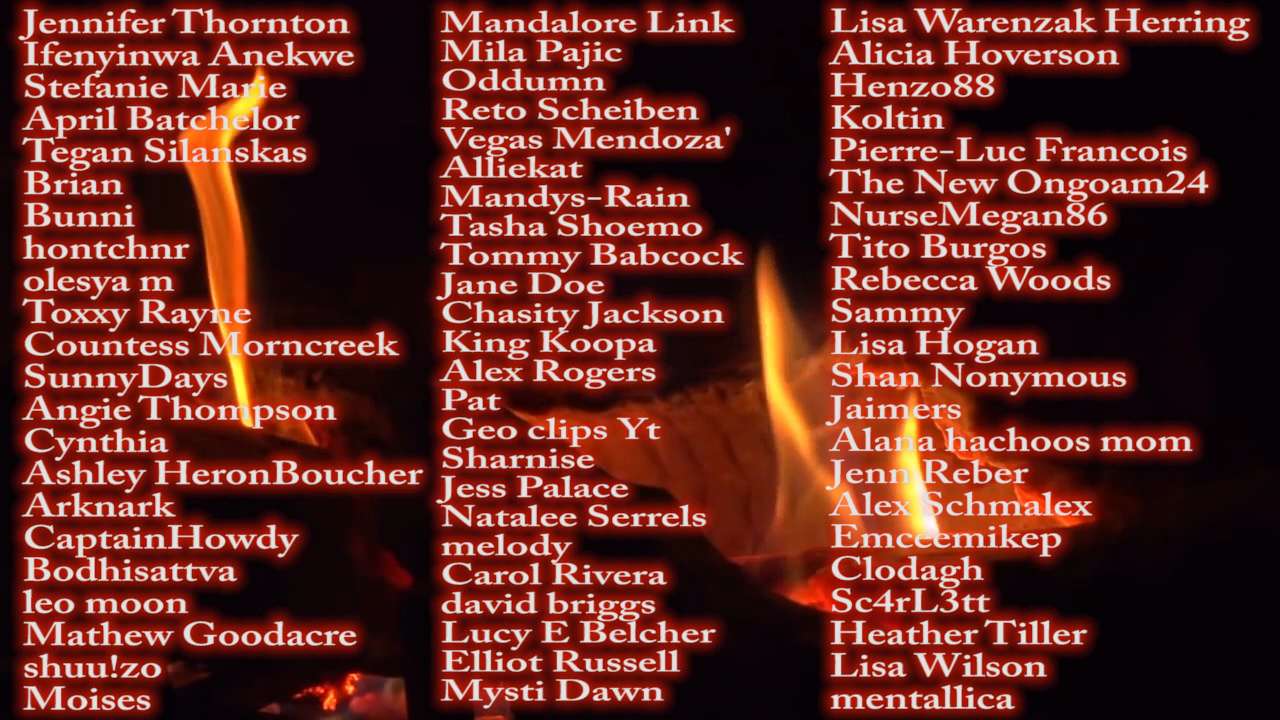 Jennifer Thornton
Ifenyinwa Anekwe
Stefanie Marie
April Batchelor
Tegan Silanskas
Brian
Bunni
hontchnr
olesya m
Toxxy Rayne
Countess Morncreek
SunnyDays
Angie Thompson
Cynthia
Ashley HeronBoucher
Arknark
CaptainHowdy
Bodhisattva
leo moon
Mathew Goodacre
shuu!zo
Moises
Mandalore Link
Mila Pajic
Oddumn
Reto Scheiben
Vegas Mendoza'
Alliekat
Mandys-Rain
Tasha Shoemo
Tommy Babcock
Jane Doe
Chasity Jackson
King Koopa
Alex Rogers
Pat
Geo clips Yt
Sharnise
Jess Palace
Natalee Serrels
melody
Carol Rivera
david briggs
Lucy E Belcher
Elliot Russell
Mysti Dawn
Lisa Warenzak Herring
Alicia Hoverson
Henzo88
Koltin
Pierre-Luc Francois
The New Ongoam24
NurseMegan86
Tito Burgos
Rebecca Woods
Sammy
Lisa Hogan
Shan Nonymous
Jaimers
Alana hachoos mom
Jenn Reber
Alex Schmalex
Emceemikep
Clodagh
Sc4rL3tt
Heather Tiller
Lisa Wilson
mentallica